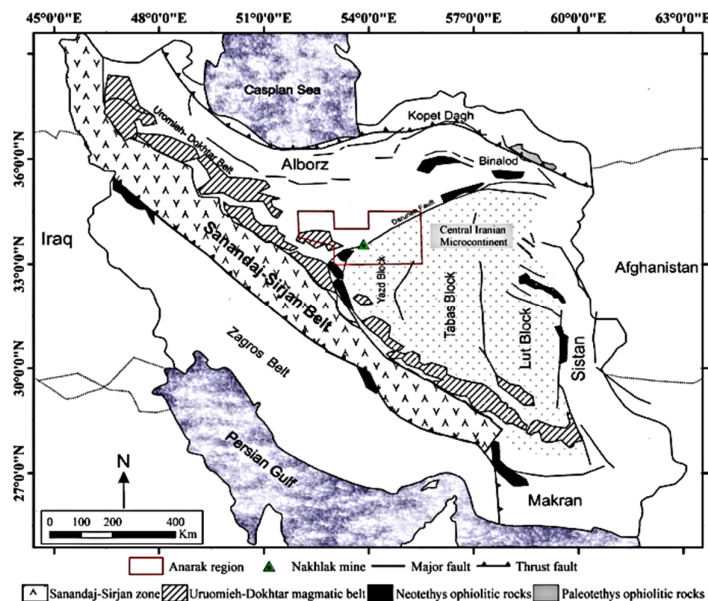 45°0'0"N 48°0'0"N 51°0'0"N 54°0'0"N 57°0'0"N 60°0'0"N 63°0'0"N
Caspian Sea
Kopet Dagh
Uromieh- Dokhtar Belt
Alborz
Binalod
36°0'0"N
Daruneh Fault
Central Iranian
Microcontinent
Iraq
Sanandaj-Sirjan Belt
33°0'0"N
Yazd Block
Tabas Block
Lut Block
Afghanistan
Sistan
Zagros Belt
30°0'0"N
Persian Gulf
27°0'0"N
Makran
N
0 100 200 400
Km
Anarak region Nakhlak mine Major fault Thrust fault
Sanandaj-Sirjan zone Uruomieh-Dokhtar magmatic belt Neotethys ophiolitic rocks Paleotethys ophiolitic rocks